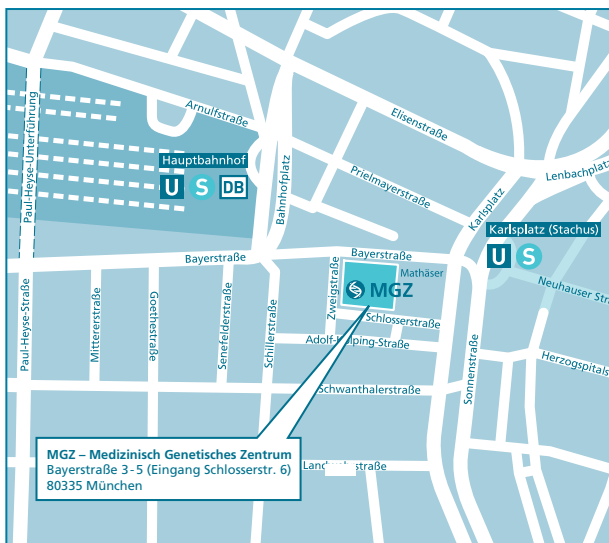 Paul-Heyse-Unterführung
Arnulfstraße
Elisenstraße
Hauptbahnhof
U S DB
Bahnhofplatz
Prielmayerstraße
Karlsplatz
Lenbachplatz
Karlsplatz (Stachus)
U S
Bayerstraße
Bayerstraße
Mathäser
MGZ
Neuhauser
Paul-Heyse-Straße
Mittererstraße
Goethestraße
Senefelderstraße
Schillerstraße
Zweigstraße
Schlosserstraße
Adolf-Kolping-Straße
Sonnenstraße
Herzogspitals
Schwanthalerstraße
MGZ – Medizinisch Genetisches Zentrum
Bayerstraße 3-5 (Eingang Schlosserstr. 6)
80335 München